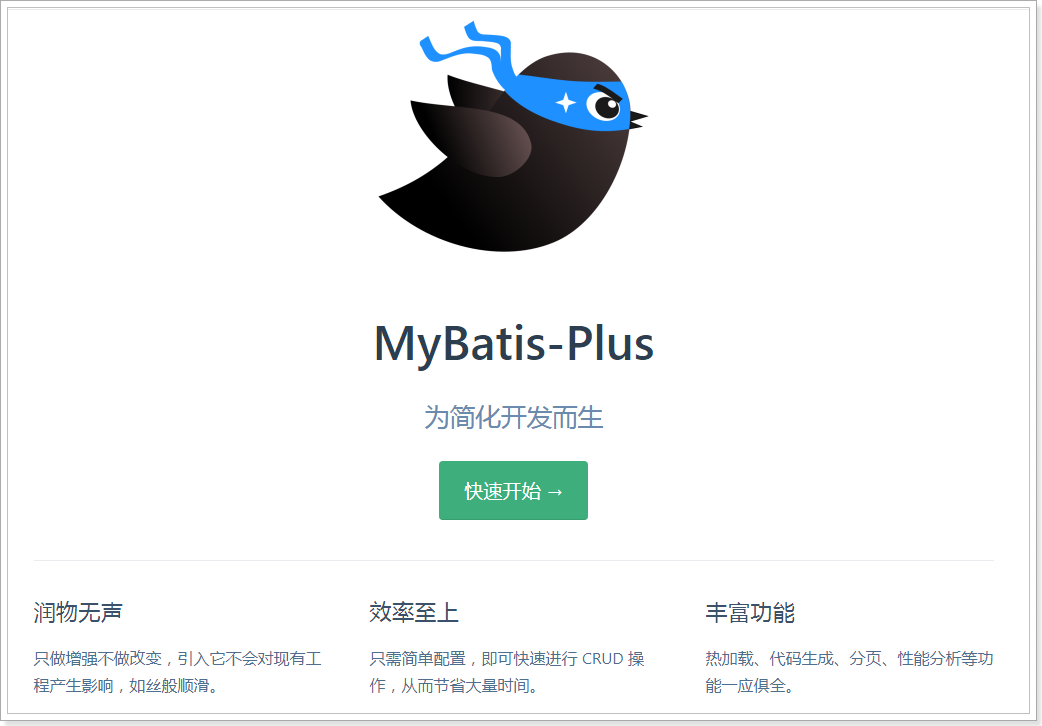 MyBatis-Plus
为简化开发而生
快速开始 →
润物无声
只做增强不做改变，引入它不会对现有工
程产生影响，如丝般顺滑。
效率至上
只需简单配置，即可快速进行 CRUD 操
作，从而节省大量时间。
丰富功能
热加载、代码生成、分页、性能分析等功
能一应俱全。